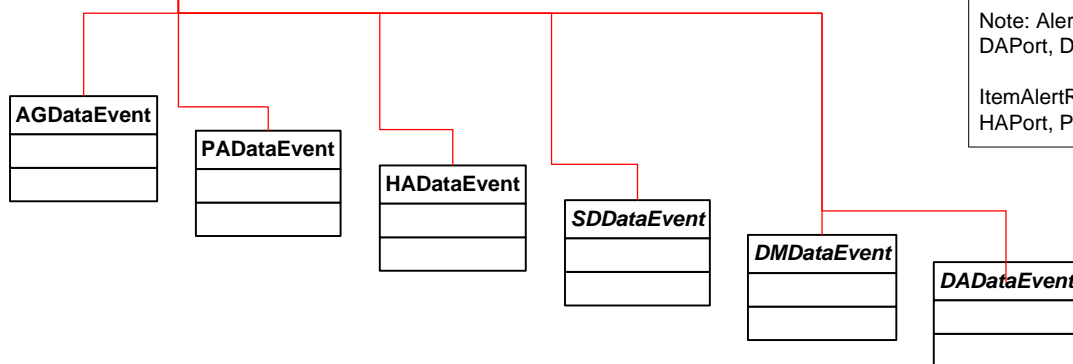 Note: Aler
DAPort, D
ItemAlertR
HAPort, P
AGDataEvent
PADataEvent
HADataEvent
SDDataEvent
DMDataEvent
DADataEvent